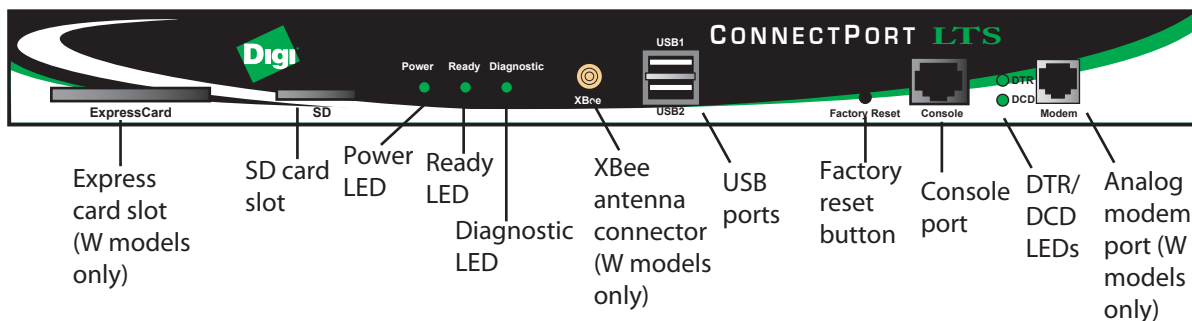 Digi
CONNECTPORT LTS
USB1
Power Ready Diagnostic
DTR
DCD
XBee
USB2
ExpressCard
SD
Factory Reset
Console
Modem
Express
card slot
(W models
only)
SD card
slot
Power
LED
Ready
LED
Diagnostic
LED
XBee
antenna
connector
(W models
only)
USB
ports
Factory
reset
button
Console
port
DTR/
DCD
LEDs
Analog
modem
port (W
models
only)